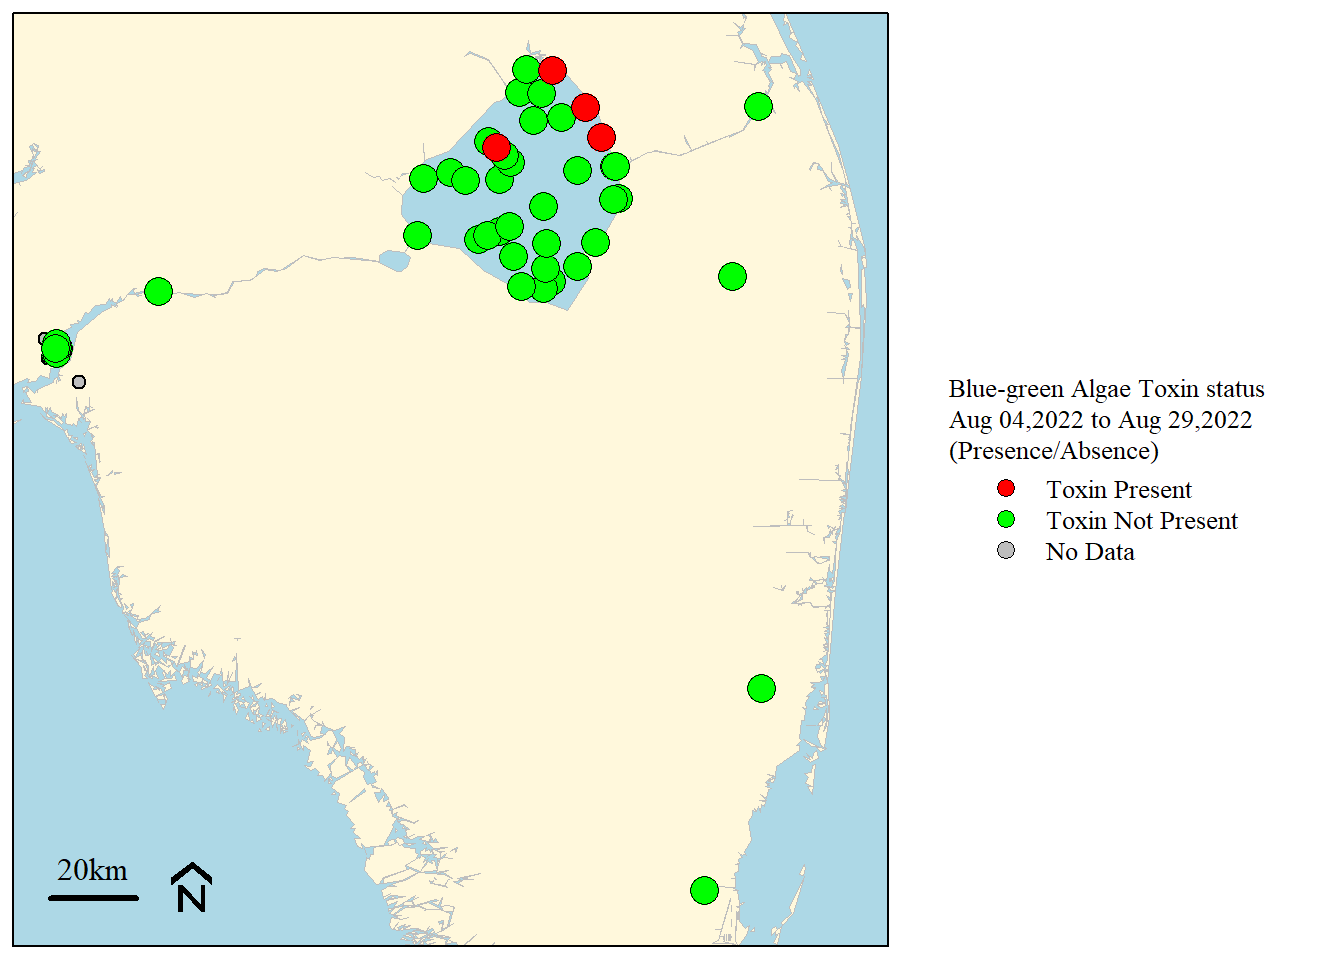 Blue-green Algae Toxin status
Aug 04,2022 to Aug 29,2022
(Presence/Absence)
Toxin Present
Toxin Not Present
No Data
20km
N